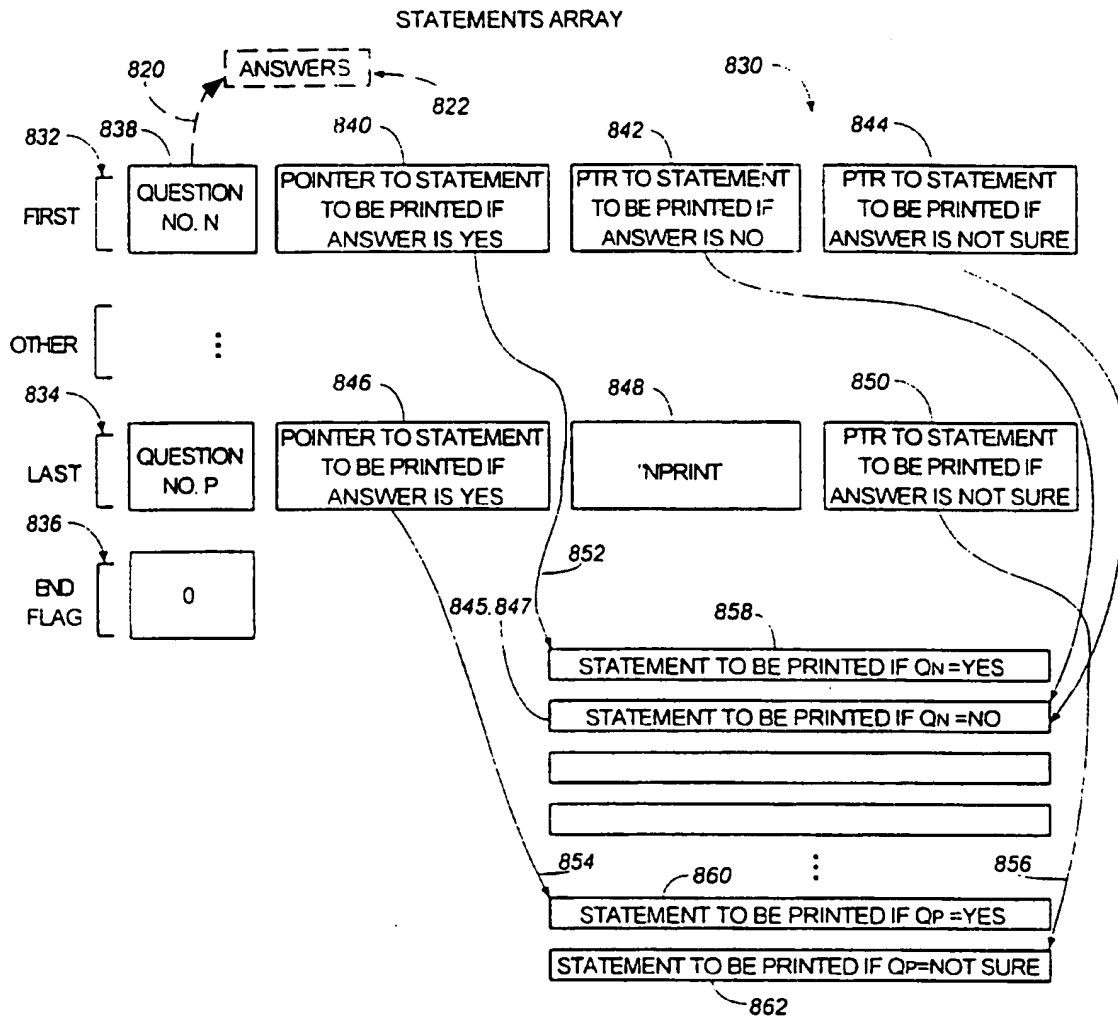 STATEMENTS ARRAY
ANSWERS
820
822
830
832
838
840
842
844
FIRST
QUESTION
NO. N
POINTER TO STATEMENT
TO BE PRINTED IF
ANSWER IS YES
PTR TO STATEMENT
TO BE PRINTED IF
ANSWER IS NO
PTR TO STATEMENT
TO BE PRINTED IF
ANSWER IS NOT SURE
OTHER
834
846
848
850
LAST
QUESTION
NO. P
POINTER TO STATEMENT
TO BE PRINTED IF
ANSWER IS YES
'NPRINT
PTR TO STATEMENT
TO BE PRINTED IF
ANSWER IS NOT SURE
836
END
FLAG
0
852
845, 847
858
STATEMENT TO BE PRINTED IF QN =YES
STATEMENT TO BE PRINTED IF QN =NO
854
860
856
STATEMENT TO BE PRINTED IF QP =YES
STATEMENT TO BE PRINTED IF QP=NOT SURE
862